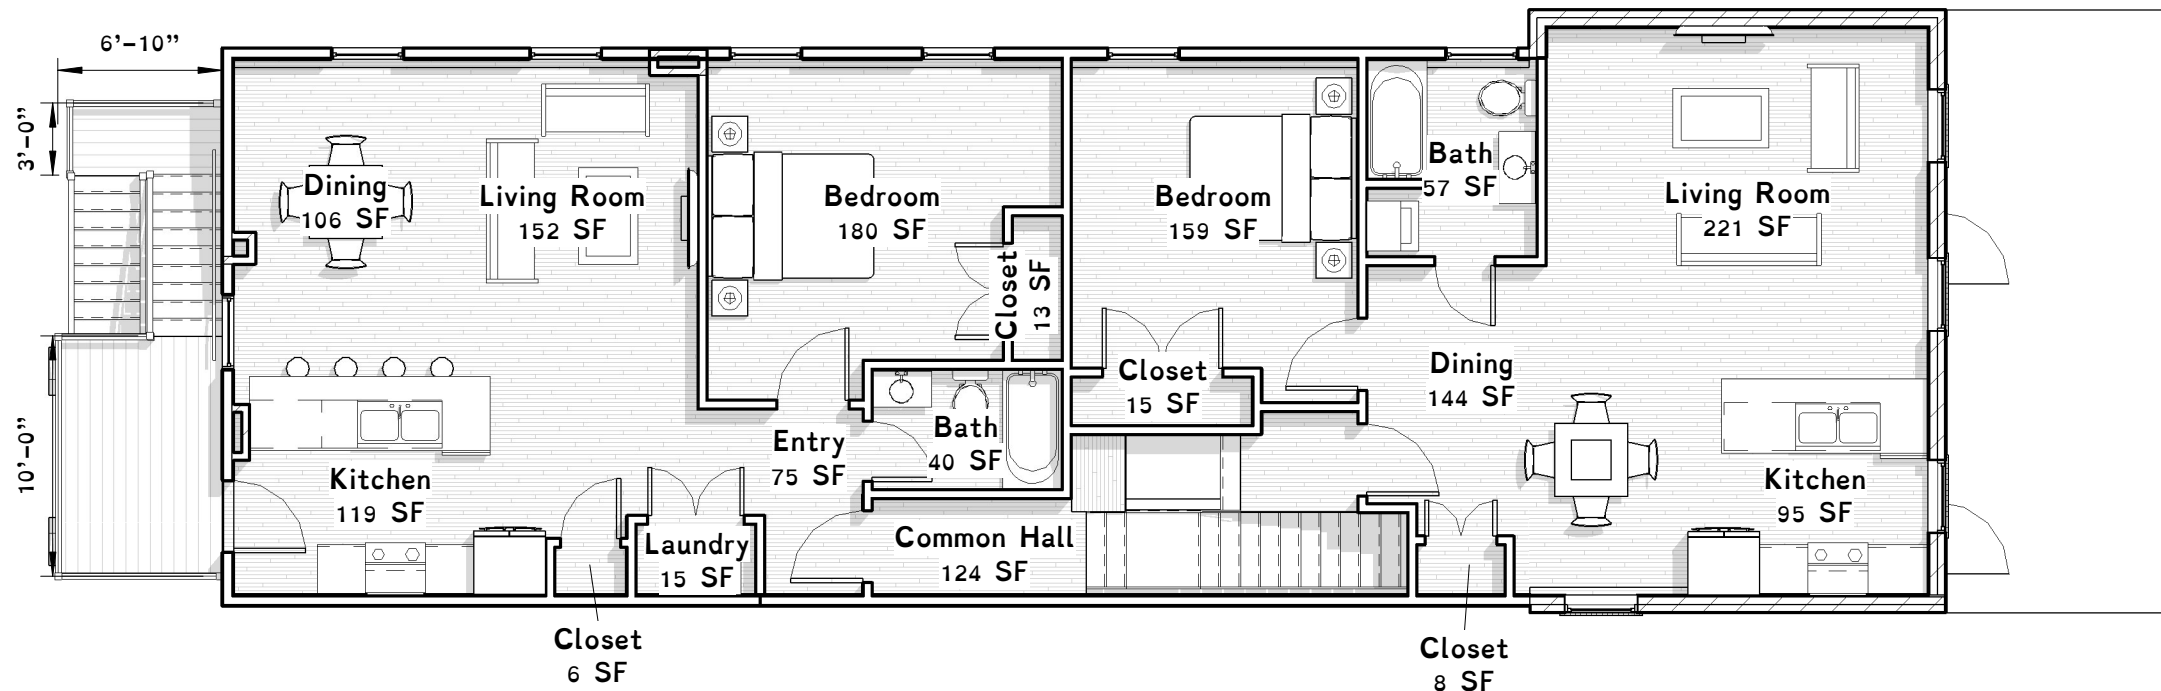 6'-10"
3'-0"
10'-0"
Dining
106 SF
Living Room
152 SF
Bedroom
180 SF
Closet
13 SF
Bedroom
159 SF
Bath
57 SF
Living Room
221 SF
Closet
15 SF
Dining
144 SF
Entry
75 SF
Bath
40 SF
Kitchen
119 SF
Kitchen
95 SF
Laundry
15 SF
Common Hall
124 SF
Closet
6 SF
Closet
8 SF